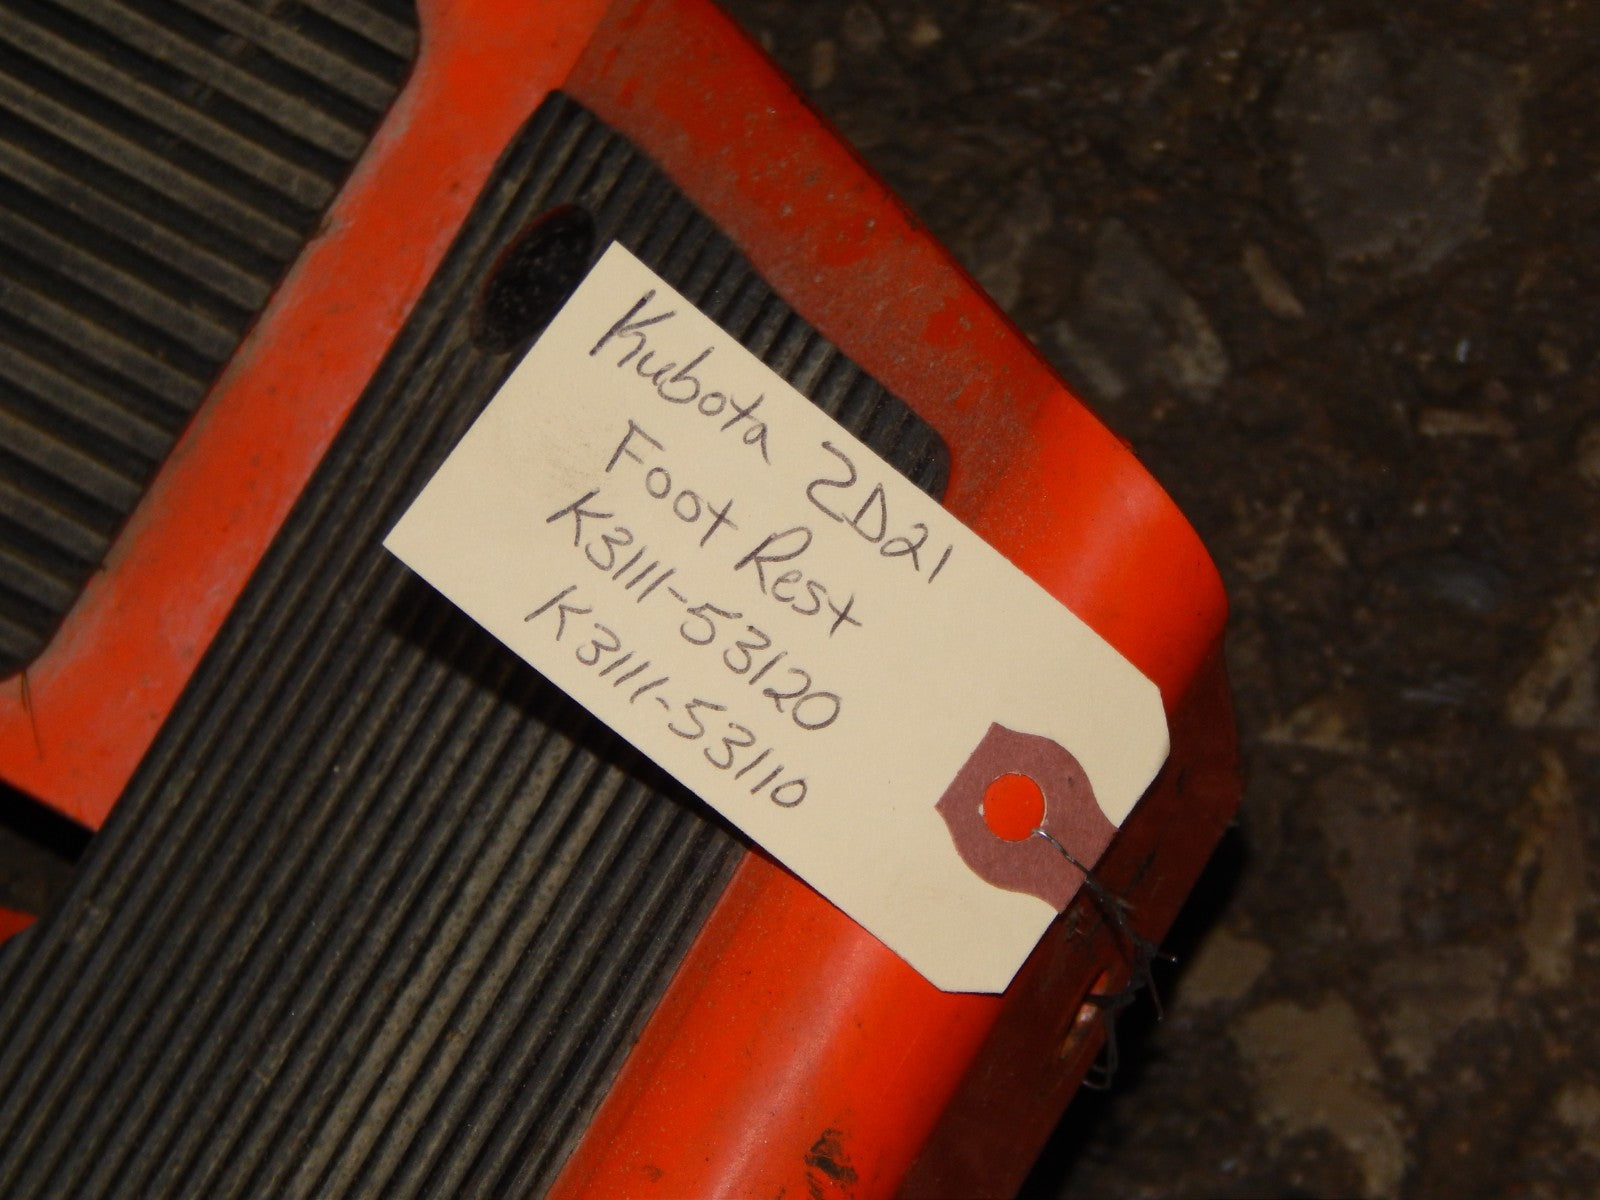 Kubota ZD21
Foot Rest
K3111-53120
K3111-53110